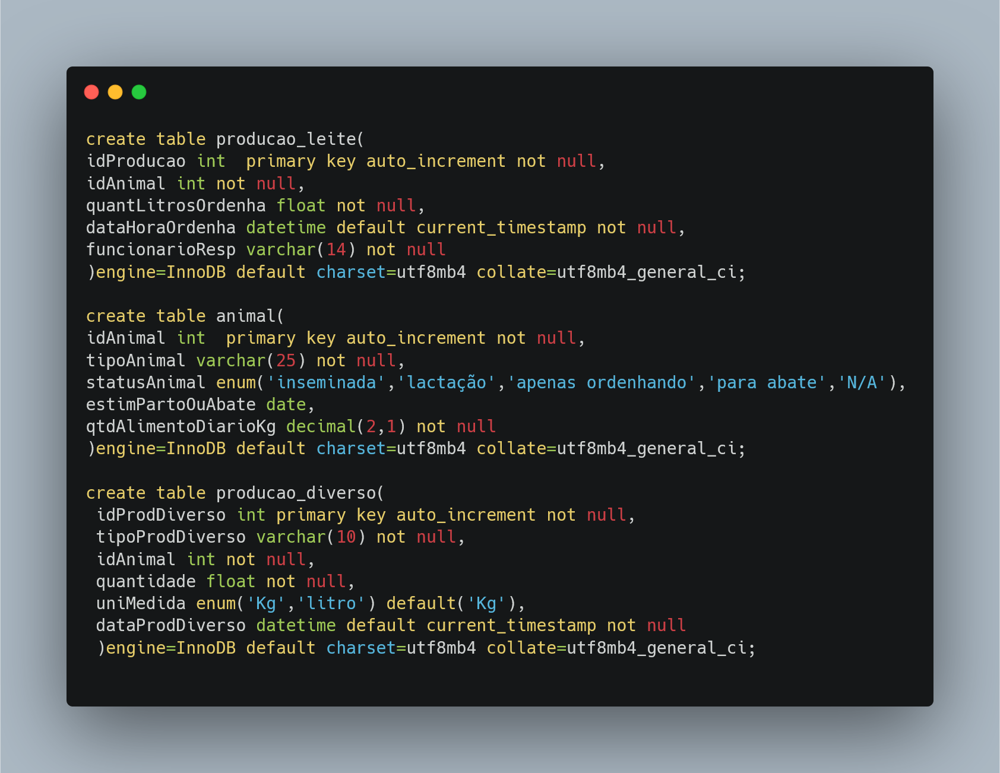 create table producao_leite(
idProducao int  primary key auto_increment not null,
idAnimal int not null,
quantLitrosOrdenha float not null,
dataHoraOrdenha datetime default current_timestamp not null,
funcionarioResp varchar(14) not null
)engine=InnoDB default charset=utf8mb4 collate=utf8mb4_general_ci;

create table animal(
idAnimal int  primary key auto_increment not null,
tipoAnimal varchar(25) not null,
statusAnimal enum('inseminada','lactação','apenas ordenhando','para abate','N/A'),
estimPartoOuAbate date,
qtdAlimentoDiarioKg decimal(2,1) not null
)engine=InnoDB default charset=utf8mb4 collate=utf8mb4_general_ci;

create table producao_diverso(
 idProdDiverso int primary key auto_increment not null,
 tipoProdDiverso varchar(10) not null,
 idAnimal int not null,
 quantidade float not null,
 uniMedida enum('Kg','litro') default('Kg'),
 dataProdDiverso datetime default current_timestamp not null
 )engine=InnoDB default charset=utf8mb4 collate=utf8mb4_general_ci;